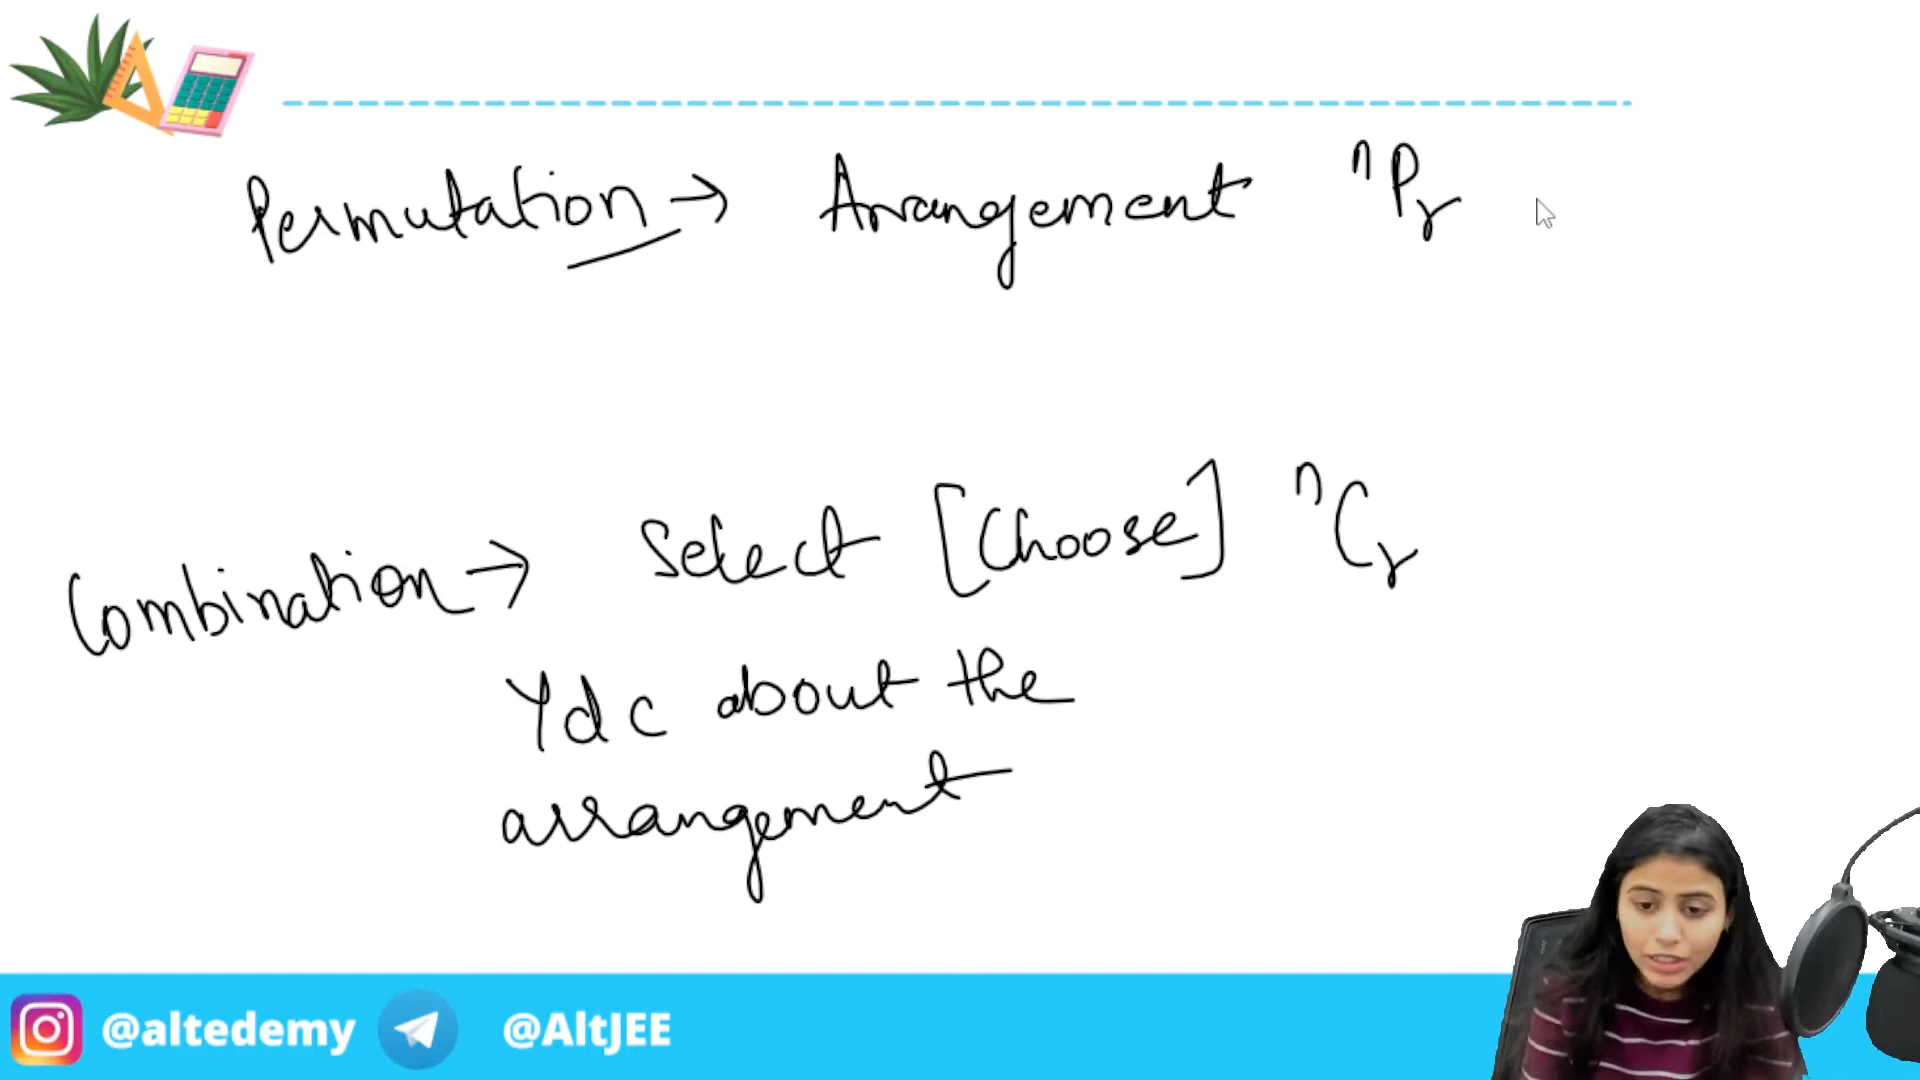 Permutation → Arrangement ⁿPᵣ
Combination → Select [Choose] ⁿCᵣ
Ydc about the
arrangement
@altedemy @AltJEE